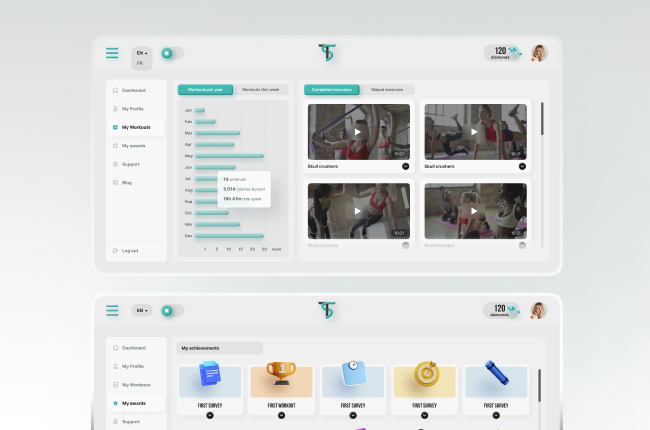 EN
FR
120
diamonds
Dashboard
My Profile
My Workouts
My awards
Support
Blog
Log out
Workouts per year
Workouts this week
Jan
Feb
Mar
Apr
May
Jun
Jul
Aug
Sep
Oct
Nov
Dec
14 workouts
5.014 calories burned
18h 41m time spent
1
5
10
15
20
30
more
Completed exercises
Skiped exercises
10:21
10:21
Skull crushers
Skull crushers
10:21
10:21
Skull crushers
Skull crushers
EN
120
diamonds
Dashboard
My Profile
My Workouts
My awards
Support
My achievements
1
FIRST SURVEY
FIRST WORKOUT
FIRST SURVEY
FIRST SURVEY
FIRST SURVEY